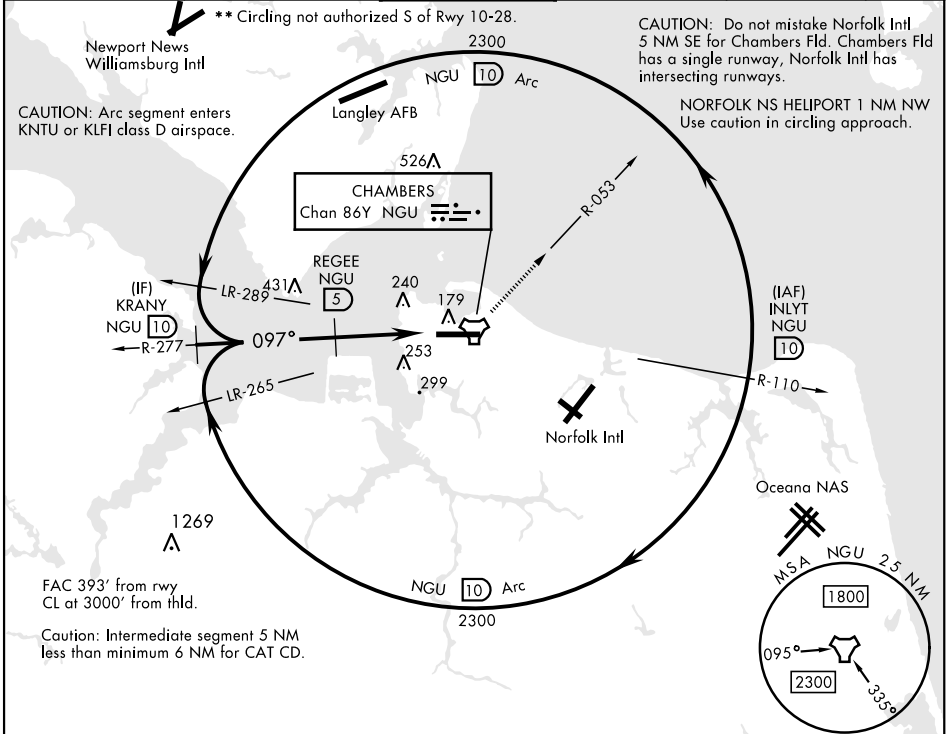 ** Circling not authorized S of Rwy 10-28.
Newport News
Williamsburg Intl
CAUTION: Do not mistake Norfolk Intl
5 NM SE for Chambers Fld. Chambers Fld
has a single runway, Norfolk Intl has
intersecting runways.
NORFOLK NS HELIPORT 1 NM NW
Use caution in circling approach.
2300
NGU 10 Arc
CAUTION: Arc segment enters
KNTU or KLFI class D airspace.
Langley AFB
526
CHAMBERS
Chan 86Y NGU
R-053
REGEE
NGU
5
LR-289
431
240
179
(IF)
KRANY
NGU 10
R-277
097°
(IAF)
INLYT
NGU
10
253
299
LR-265
R-110
Norfolk Intl
Oceana NAS
1269
FAC 393' from rwy
CL at 3000' from thld.
Caution: Intermediate segment 5 NM
less than minimum 6 NM for CAT CD.
NGU 10 Arc
2300
MSA NGU 25 NM
1800
095°
2300
335°